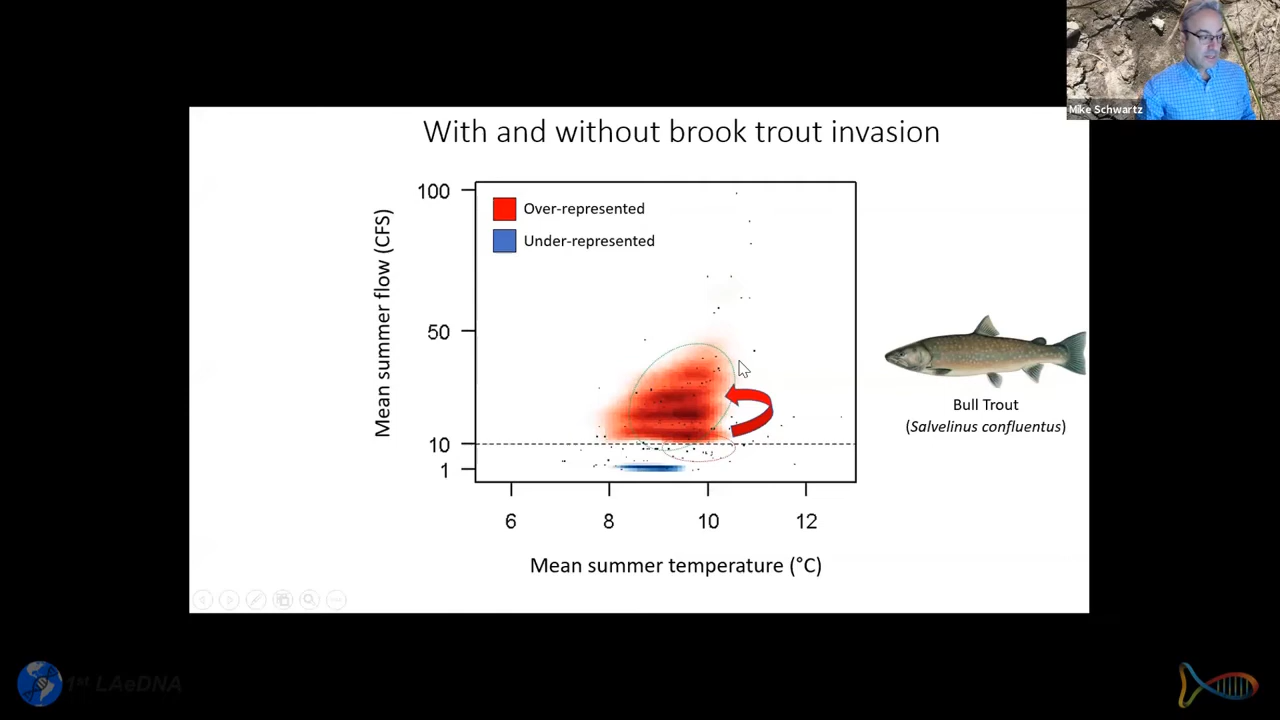 Mike Schwartz
With and without brook trout invasion
Mean summer flow (CFS)
100
50
10
1
Over-represented
Under-represented
6 8 10 12
Mean summer temperature (°C)
Bull Trout
(Salvelinus confluentus)
1st LAeDNA